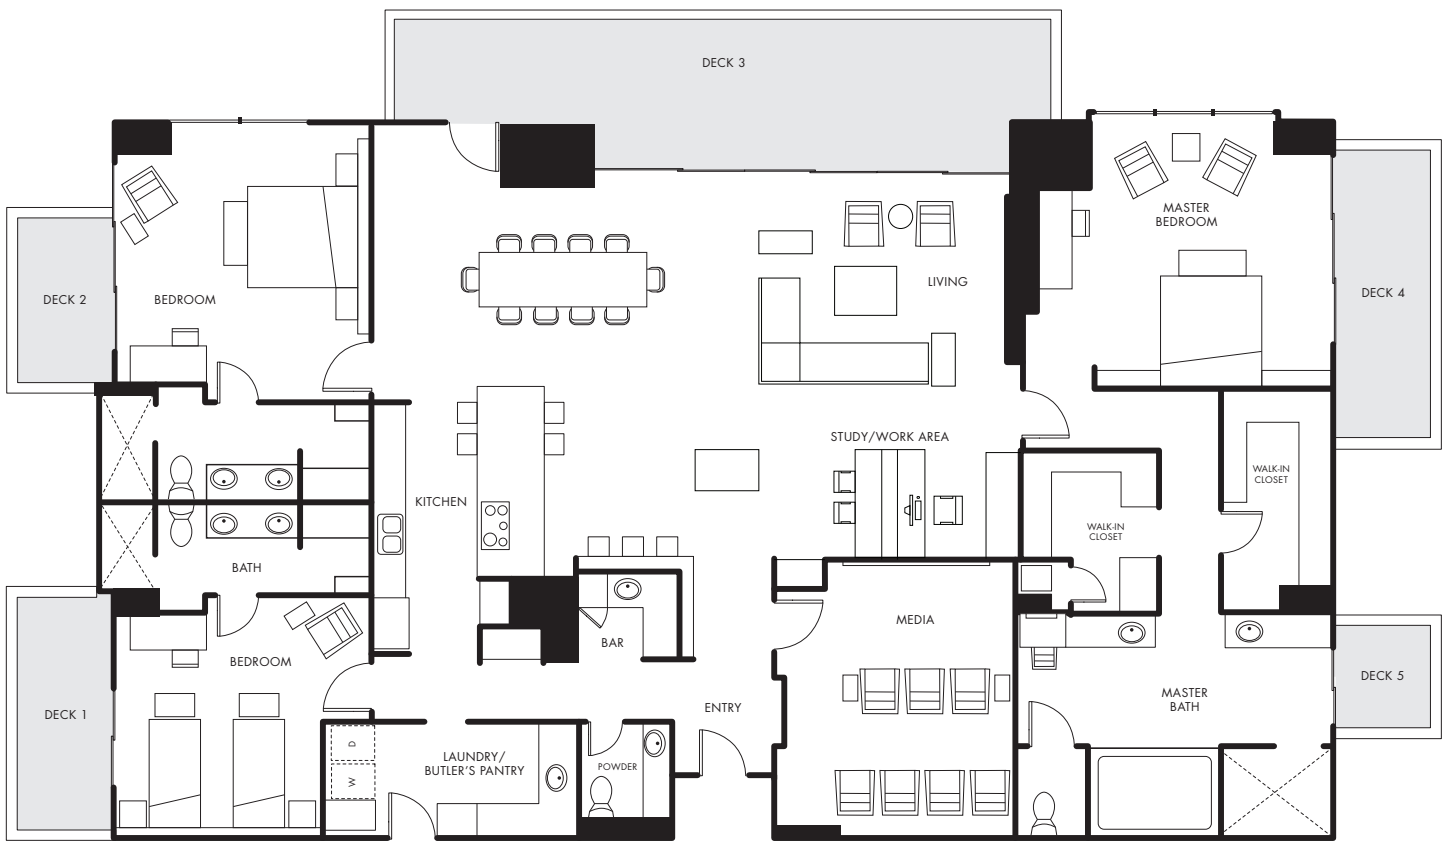 DECK 3
MASTER
BEDROOM
LIVING
DECK 2
BEDROOM
DECK 4
STUDY/WORK AREA
WALK-IN
CLOSET
KITCHEN
WALK-IN
CLOSET
BATH
MEDIA
BAR
BEDROOM
DECK 5
MASTER
BATH
ENTRY
DECK 1
D
LAUNDRY/
BUTLER'S PANTRY
POWDER
W